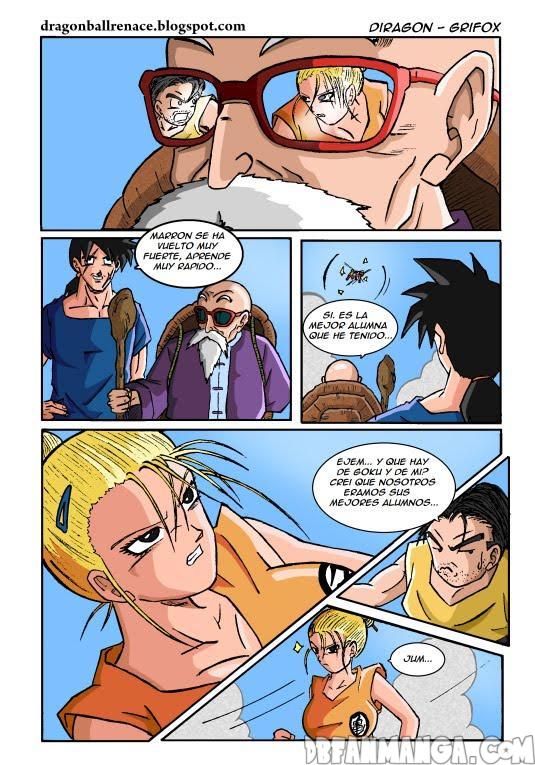 dragonballrenace.blogspot.com
DIRAGON - GRIFOX
MARRON SE HA
VUELTO MUY
FUERTE, APRENDE
MUY RAPIDO...
SI. ES LA
MEJOR ALUMNA
QUE HE TENIDO...
EJEM... Y QUE HAY
DE GOKU Y DE MI?
CREI QUE NOSOTROS
ERAMOS SUS
MEJORES ALUMNOS...
JUM...
DBFANMANGA.COM